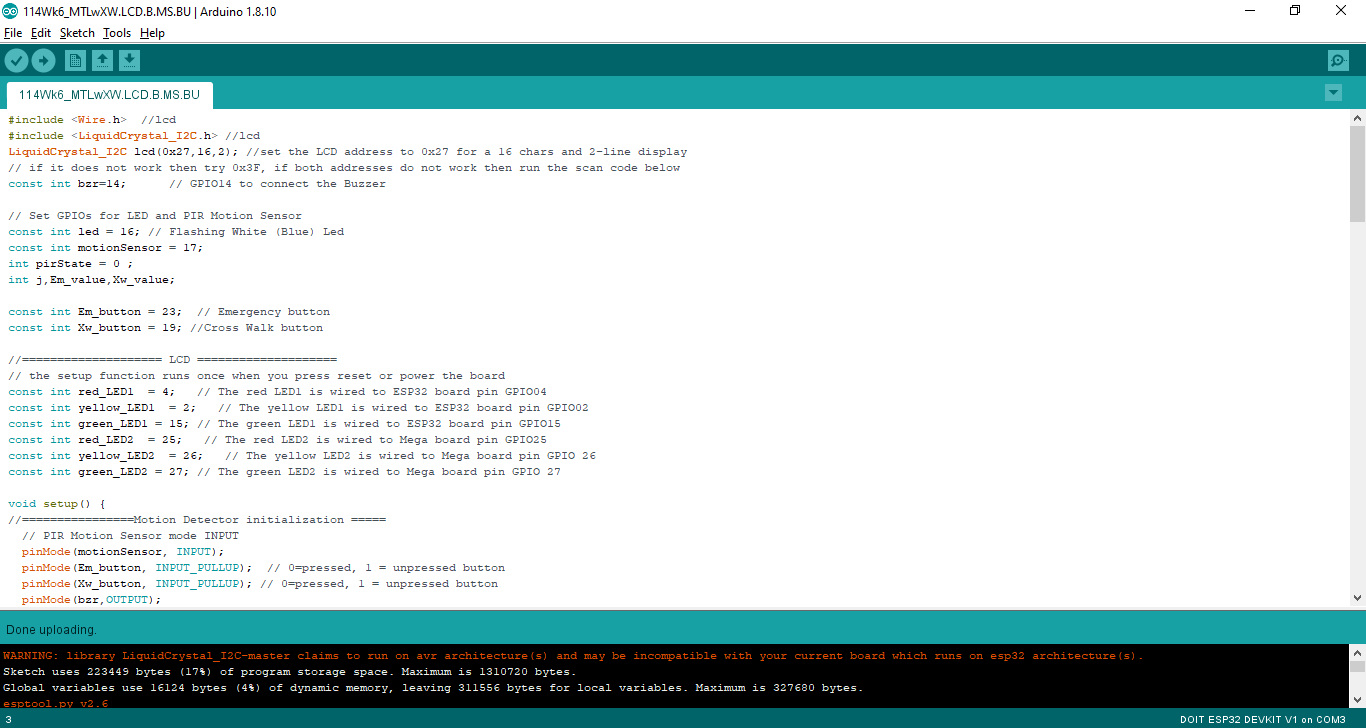 114Wk6_MTLwXW.LCD.B.MS.BU | Arduino 1.8.10
File Edit Sketch Tools Help
114Wk6_MTLwXW.LCD.B.MS.BU
#include <Wire.h>  //lcd
#include <LiquidCrystal_I2C.h> //lcd
LiquidCrystal_I2C lcd(0x27,16,2); //set the LCD address to 0x27 for a 16 chars and 2-line display
// if it does not work then try 0x3F, if both addresses do not work then run the scan code below
const int bzr=14;      // GPIO14 to connect the Buzzer
// Set GPIOs for LED and PIR Motion Sensor
const int led = 16; // Flashing White (Blue) Led
const int motionSensor = 17;
int pirState = 0 ;
int j,Em_value,Xw_value;
const int Em_button = 23;  // Emergency button
const int Xw_button = 19; //Cross Walk button
//==================== LCD ====================
// the setup function runs once when you press reset or power the board
const int red_LED1  = 4;   // The red LED1 is wired to ESP32 board pin GPIO04
const int yellow_LED1  = 2;   // The yellow LED1 is wired to ESP32 board pin GPIO02
const int green_LED1 = 15; // The green LED1 is wired to ESP32 board pin GPIO15
const int red_LED2  = 25;   // The red LED2 is wired to Mega board pin GPIO25
const int yellow_LED2  = 26;   // The yellow LED2 is wired to Mega board pin GPIO 26
const int green_LED2 = 27; // The green LED2 is wired to Mega board pin GPIO 27
void setup() {
//================Motion Detector initialization =====
  // PIR Motion Sensor mode INPUT
  pinMode(motionSensor, INPUT);
  pinMode(Em_button, INPUT_PULLUP);  // 0=pressed, 1 = unpressed button
  pinMode(Xw_button, INPUT_PULLUP); // 0=pressed, 1 = unpressed button
  pinMode(bzr,OUTPUT);
Done uploading.
WARNING: library LiquidCrystal_I2C-master claims to run on avr architecture(s) and may be incompatible with your current board which runs on esp32 architecture(s).
Sketch uses 223449 bytes (17%) of program storage space. Maximum is 1310720 bytes.
Global variables use 16124 bytes (4%) of dynamic memory, leaving 311556 bytes for local variables. Maximum is 327680 bytes.
esptool.py v2.6
3 DOIT ESP32 DEVKIT V1 on COM3